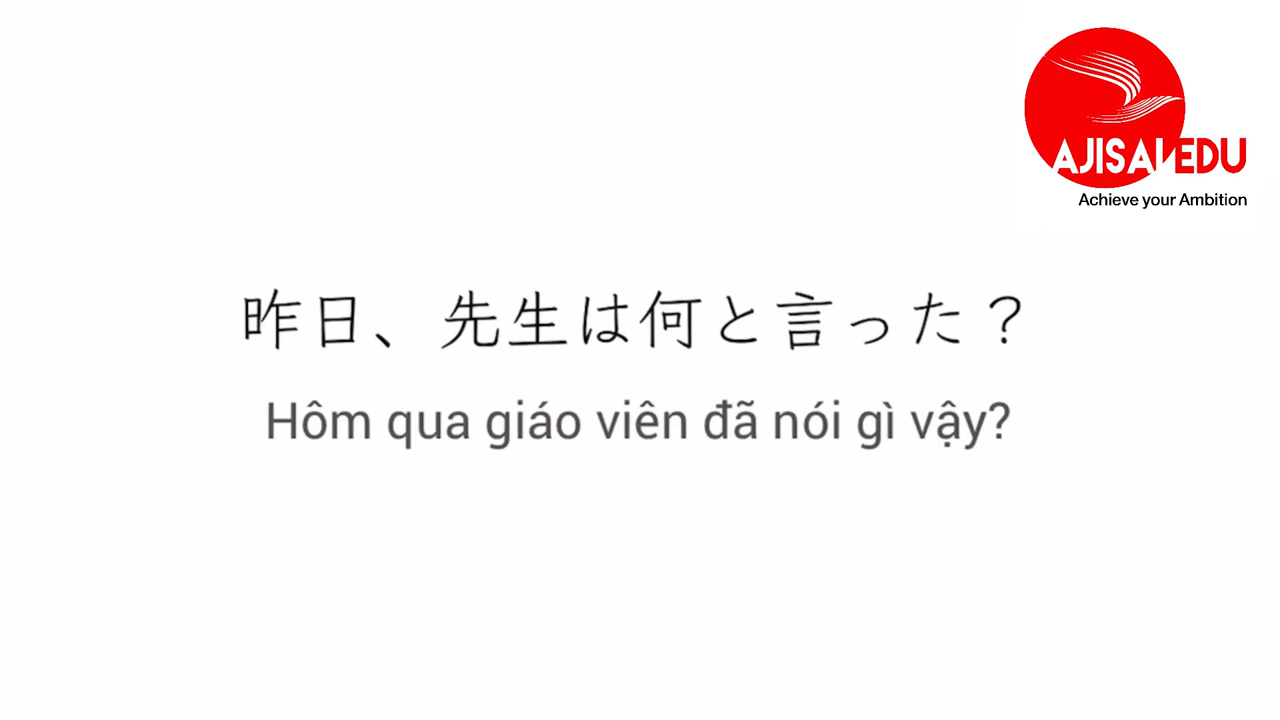 AJISAI EDU
Achieve your Ambition
昨日、先生は何と言った？
Hôm qua giáo viên đã nói gì vậy?